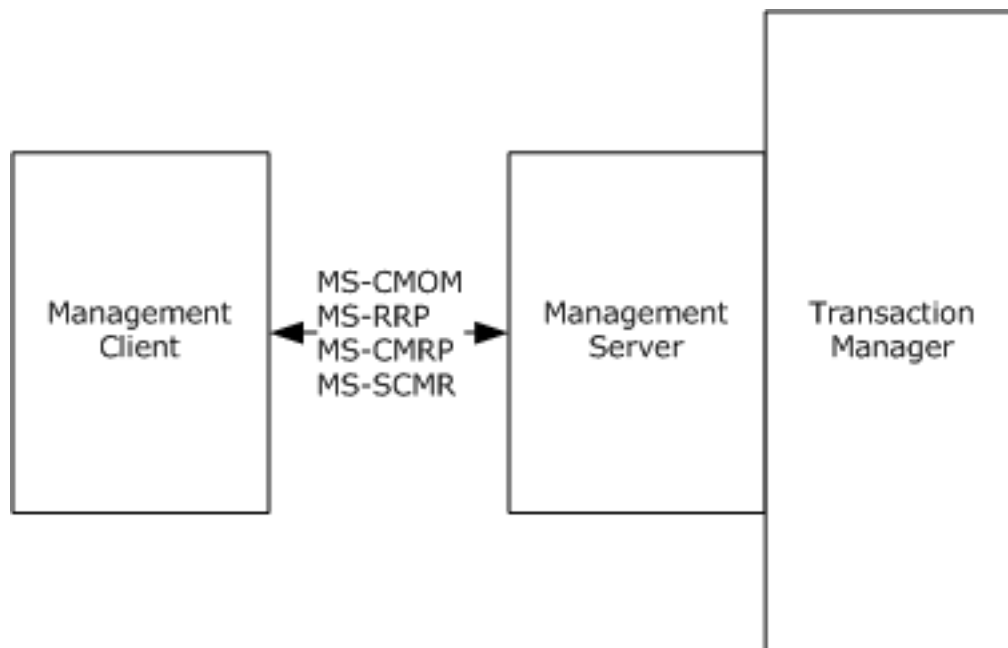 Management
Client
MS-CMOM
MS-RRP
MS-CMRP
MS-SCMR
Management
Server
Transaction
Manager